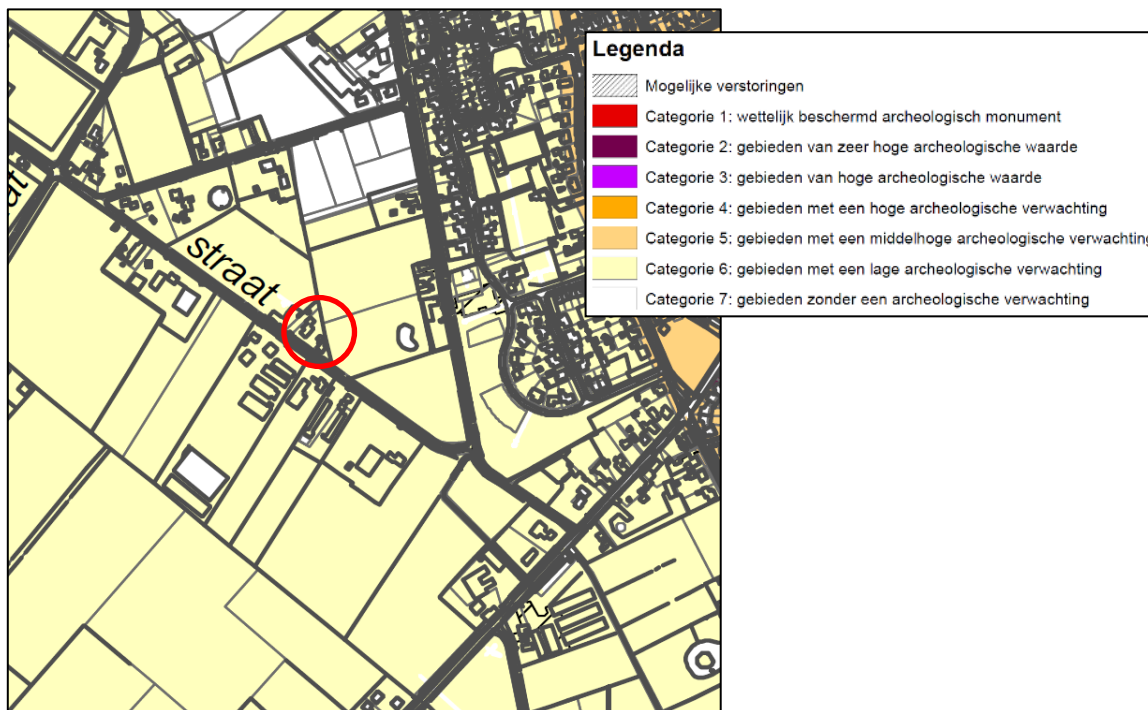 Legenda
Mogelijke verstoringen
Categorie 1: wettelijk beschermd archeologisch monument
Categorie 2: gebieden van zeer hoge archeologische waarde
Categorie 3: gebieden van hoge archeologische waarde
Categorie 4: gebieden met een hoge archeologische verwachting
Categorie 5: gebieden met een middelhoge archeologische verwachting
Categorie 6: gebieden met een lage archeologische verwachting
Categorie 7: gebieden zonder een archeologische verwachting
straat